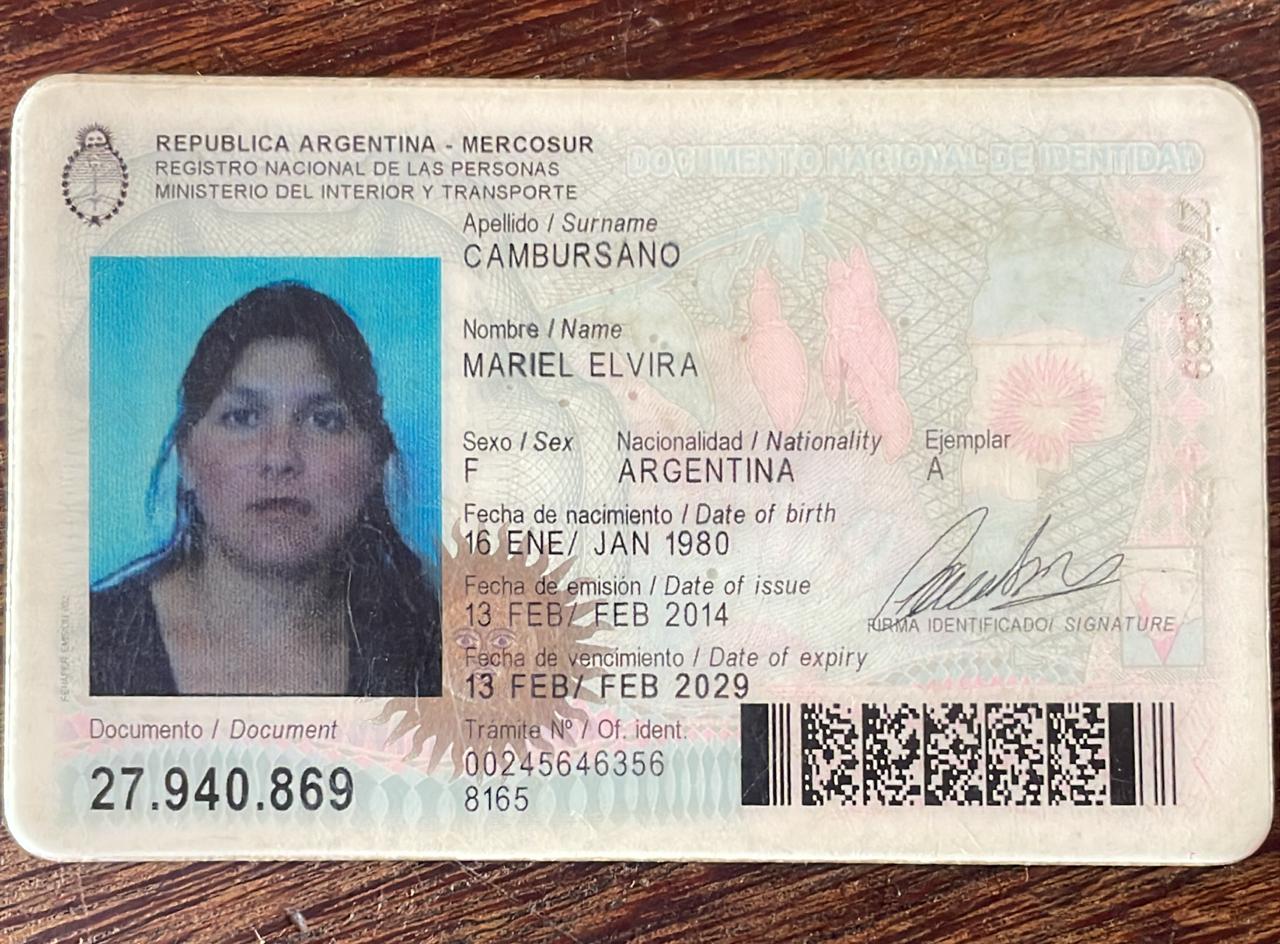 REPUBLICA ARGENTINA - MERCOSUR
REGISTRO NACIONAL DE LAS PERSONAS
MINISTERIO DEL INTERIOR Y TRANSPORTE
DOCUMENTO NACIONAL DE IDENTIDAD
Apellido / Surname
CAMBURSANO
Nombre / Name
MARIEL ELVIRA
Sexo / Sex Nacionalidad / Nationality Ejemplar
F ARGENTINA A
Fecha de nacimiento / Date of birth
16 ENE/ JAN 1980
Fecha de emisión / Date of issue
13 FEB/ FEB 2014
FIRMA IDENTIFICADO/ SIGNATURE
Fecha de vencimiento / Date of expiry
13 FEB/ FEB 2029
Documento / Document
27.940.869
Trámite Nº / Of. ident.
00245646356
8165